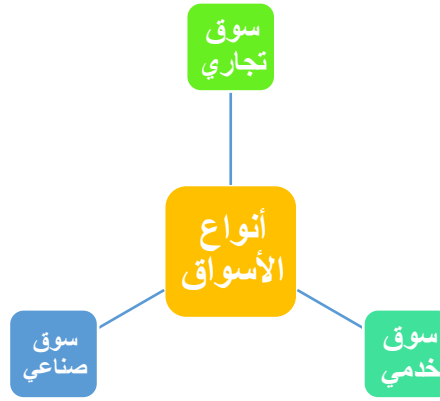 سوق
تجاري
أنواع
الأسواق
سوق
خدمي
سوق
صناعي